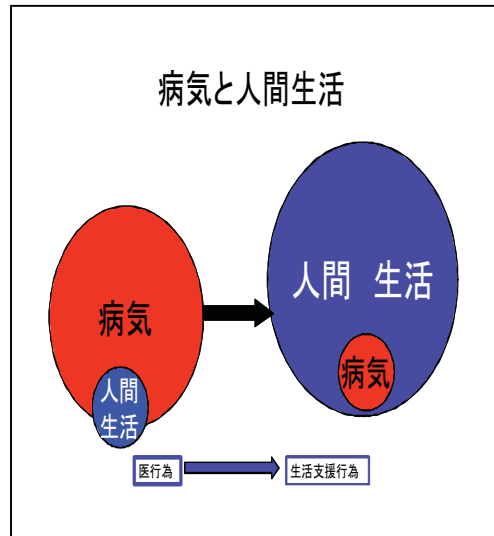 病気と人間生活
病気
人間
生活
人間 生活
病気
医行為
生活支援行為